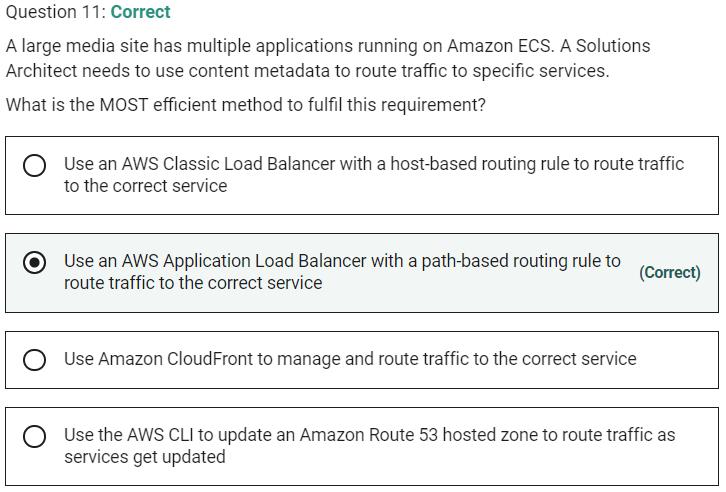 Question 11: Correct
A large media site has multiple applications running on Amazon ECS. A Solutions
Architect needs to use content metadata to route traffic to specific services.
What is the MOST efficient method to fulfil this requirement?
Use an AWS Classic Load Balancer with a host-based routing rule to route traffic
to the correct service
Use an AWS Application Load Balancer with a path-based routing rule to
route traffic to the correct service
(Correct)
Use Amazon CloudFront to manage and route traffic to the correct service
Use the AWS CLI to update an Amazon Route 53 hosted zone to route traffic as
services get updated